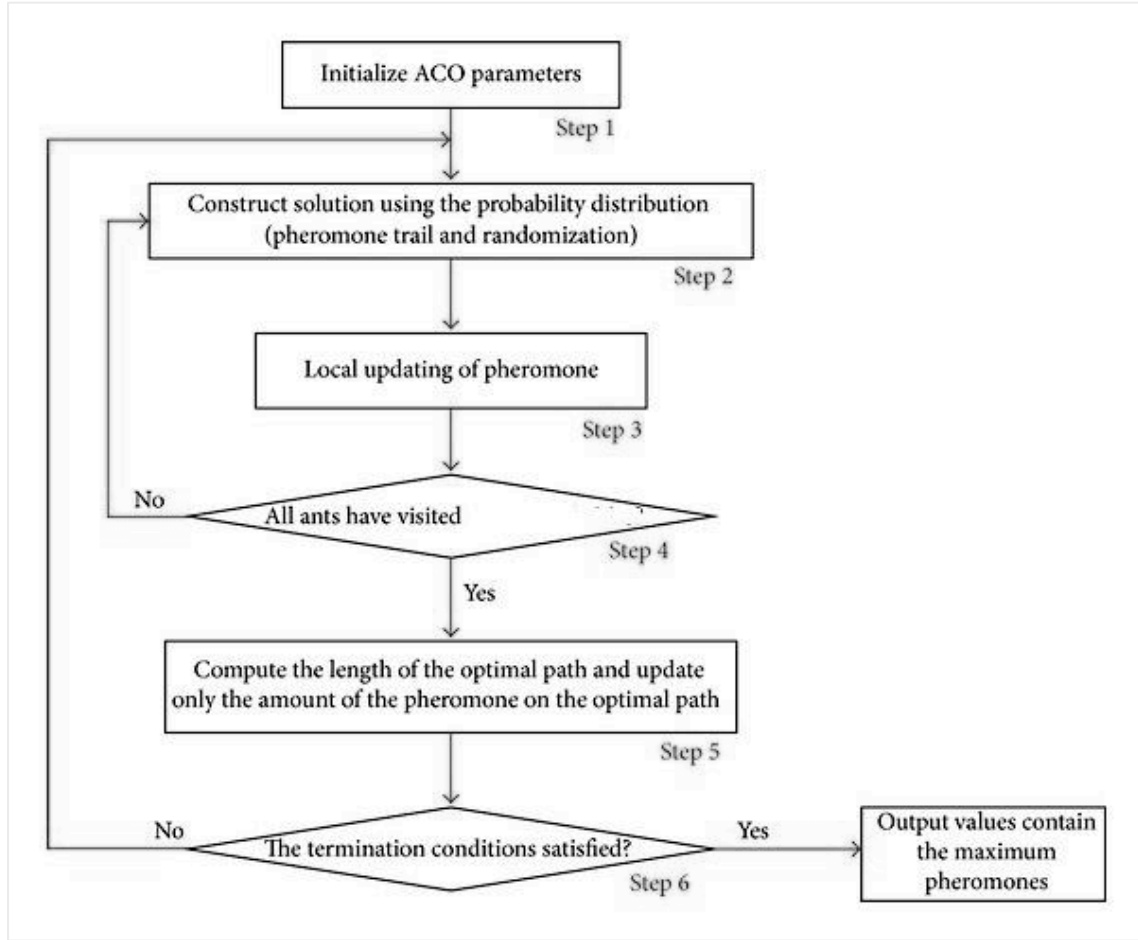 Initialize ACO parameters
Step 1
Construct solution using the probability distribution
(pheromone trail and randomization)
Step 2
Local updating of pheromone
Step 3
No
All ants have visited
Step 4
Yes
Compute the length of the optimal path and update
only the amount of the pheromone on the optimal path
Step 5
No
The termination conditions satisfied?
Yes
Step 6
Output values contain
the maximum
pheromones